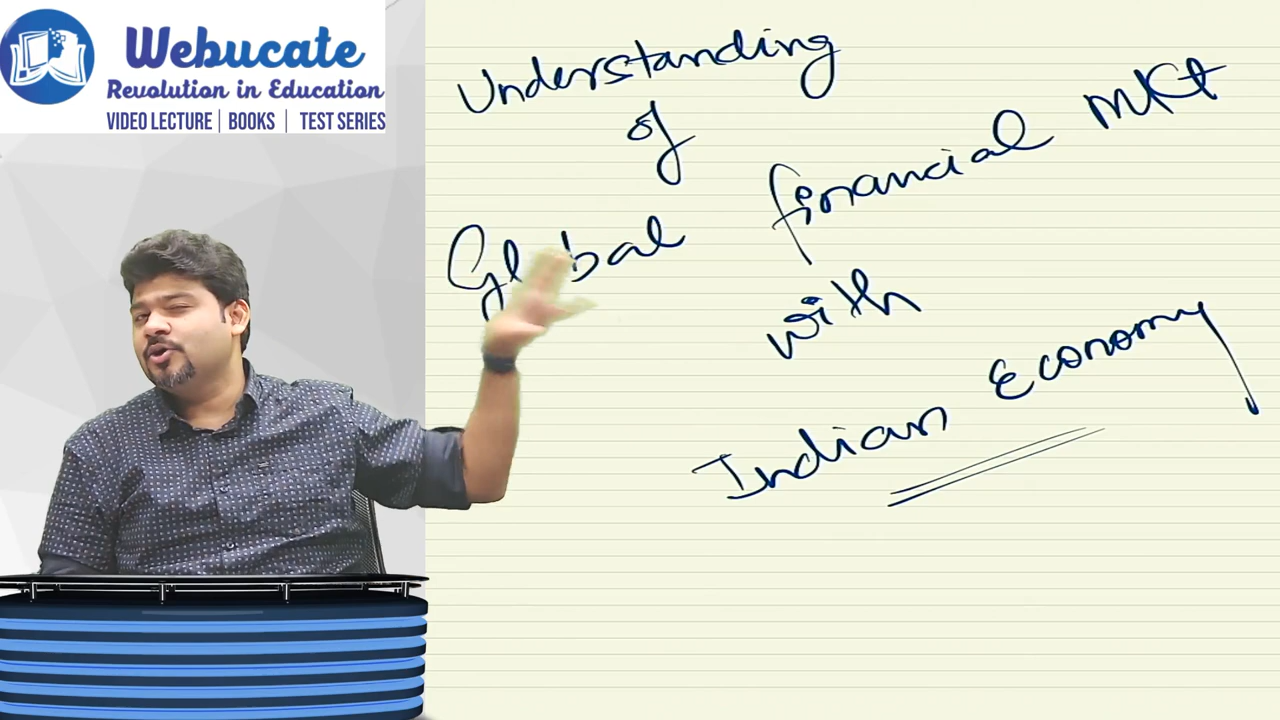 Webucate
Revolution in Education
VIDEO LECTURE | BOOKS | TEST SERIES
Understanding
of
Global financial MKt
with
Indian Economy